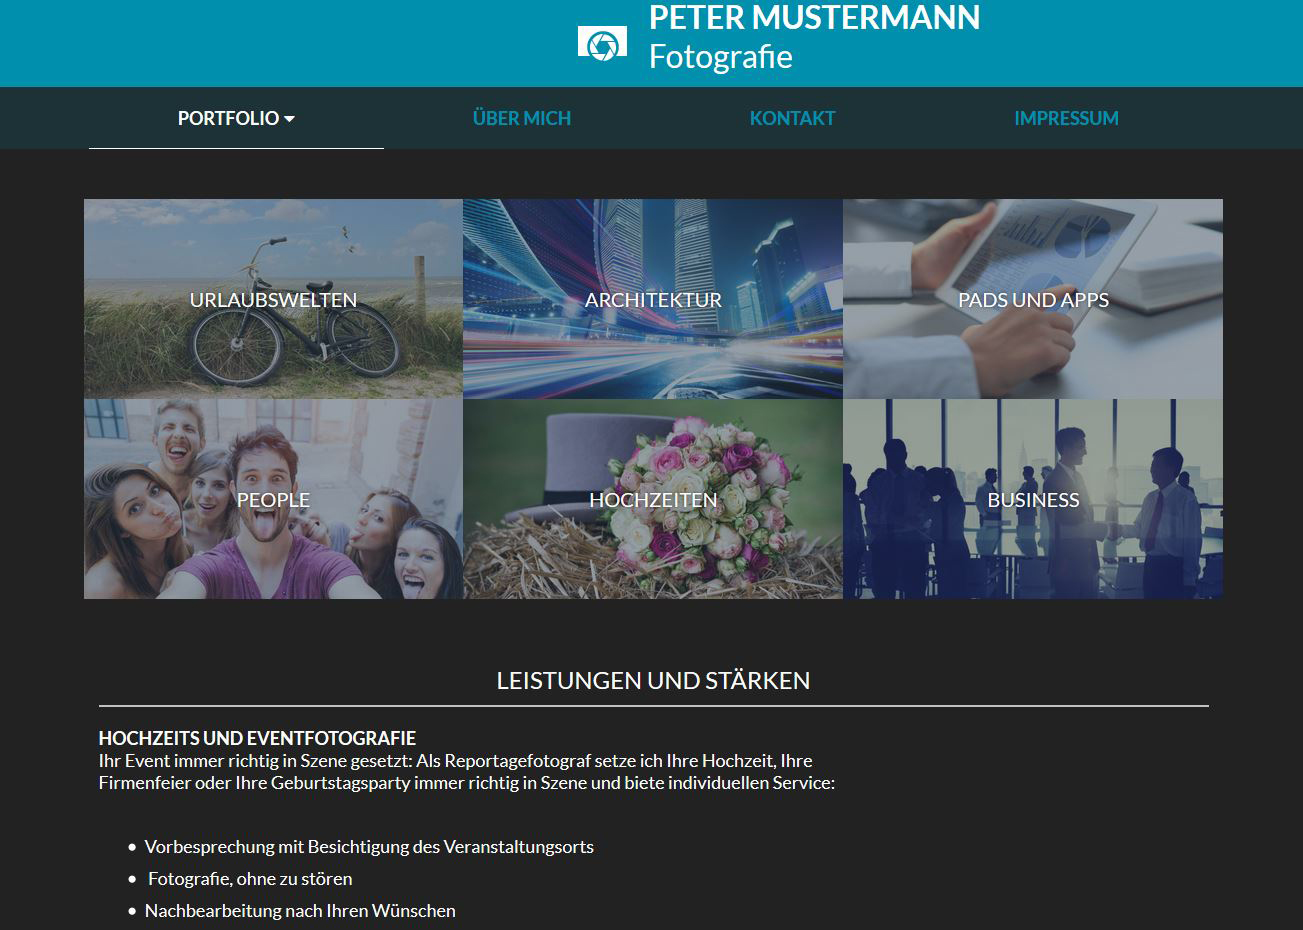 PETER MUSTERMANN
Fotografie
PORTFOLIO
ÜBER MICH
KONTAKT
IMPRESSUM
URLAUBSWELTEN
ARCHITEKTUR
PADS UND APPS
PEOPLE
HOCHZEITEN
BUSINESS
LEISTUNGEN UND STÄRKEN
HOCHZEITS UND EVENTFOTOGRAFIE
Ihr Event immer richtig in Szene gesetzt: Als Reportagefotograf setze ich Ihre Hochzeit, Ihre
Firmenfeier oder Ihre Geburtstagsparty immer richtig in Szene und biete individuellen Service:
• Vorbesprechung mit Besichtigung des Veranstaltungsorts
• Fotografie, ohne zu stören
• Nachbearbeitung nach Ihren Wünschen